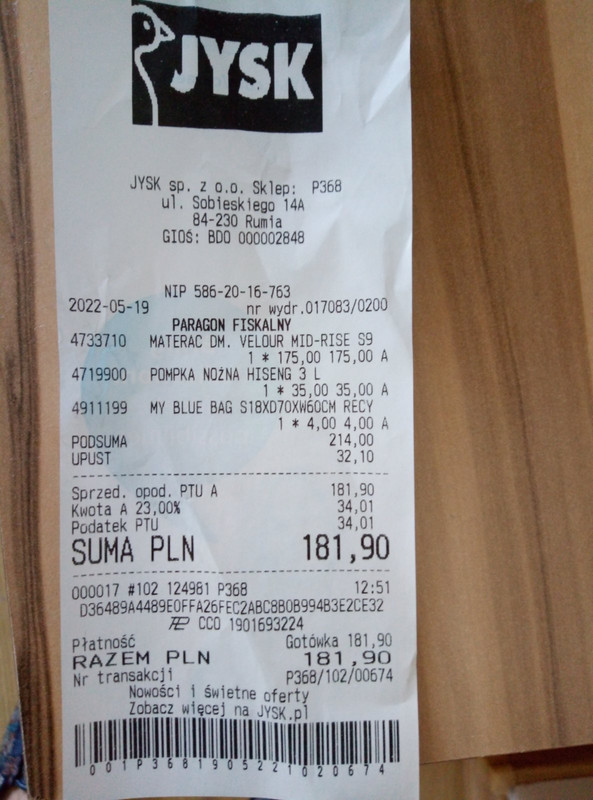 JYSK
JYSK sp. z o.o. Sklep: P368
ul. Sobieskiego 14A
84-230 Rumia
GIOŚ: BDO 000002848
NIP 586-20-16-763
2022-05-19 nr wydr.017083/0200
PARAGON FISKALNY
4733710 MATERAC DM. VELOUR MID-RISE S9
1 * 175,00 175,00 A
4719900 POMPKA NOŻNA HISENG 3 L
1 * 35,00 35,00 A
4911199 MY BLUE BAG S18XD70XW60CM RECY
1 * 4,00 4,00 A
PODSUMA 214,00
UPUST 32,10
Sprzed. opod. PTU A 181,90
Kwota A 23,00% 34,01
Podatek PTU 34,01
SUMA PLN 181,90
000017 #102 124981 P368 12:51
D36489A4489E0FFA26FEC2ABC8B0B994B3E2CE32
CCO 1901693224
Płatność Gotówka 181,90
RAZEM PLN 181,90
Nr transakcji P368/102/00674
Nowości i świetne oferty
Zobacz więcej na JYSK.pl
001P3681905221020674